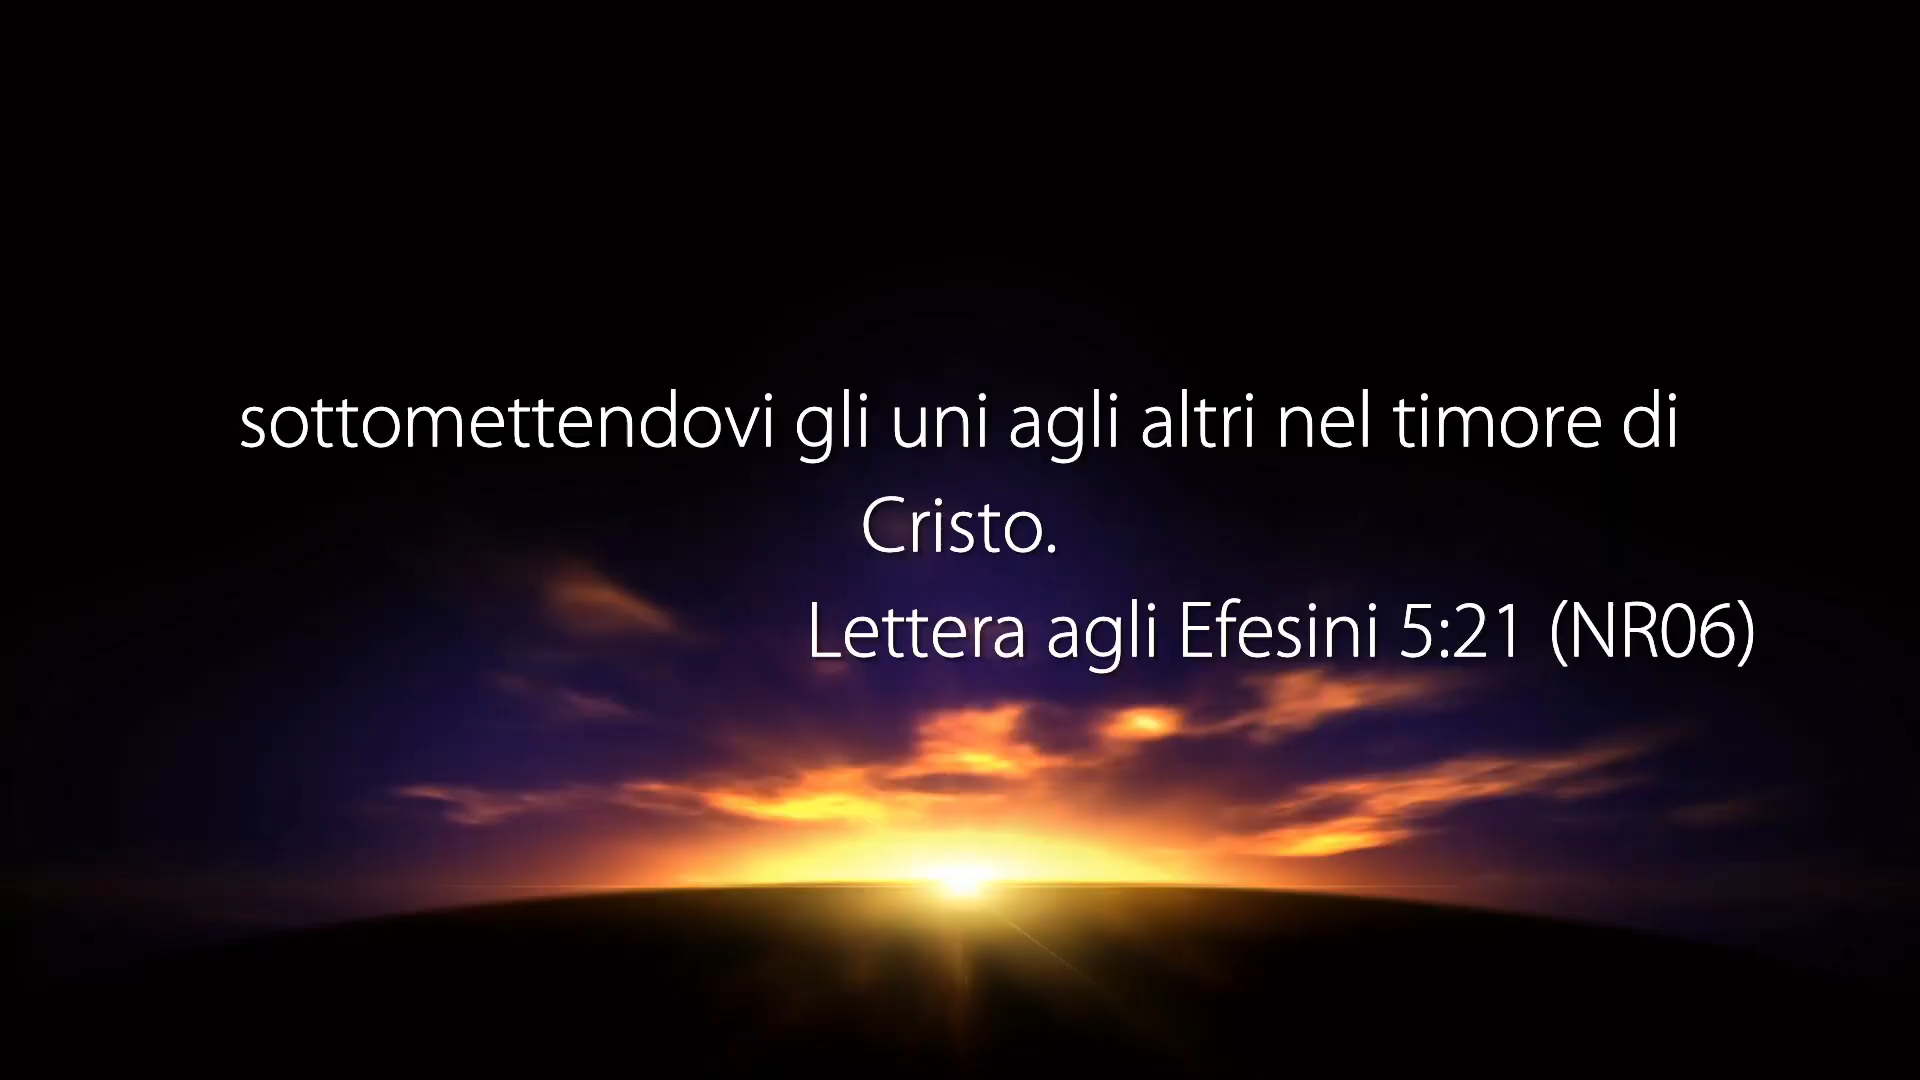 sottomettendovi gli uni agli altri nel timore di
Cristo.
Lettera agli Efesini 5:21 (NR06)